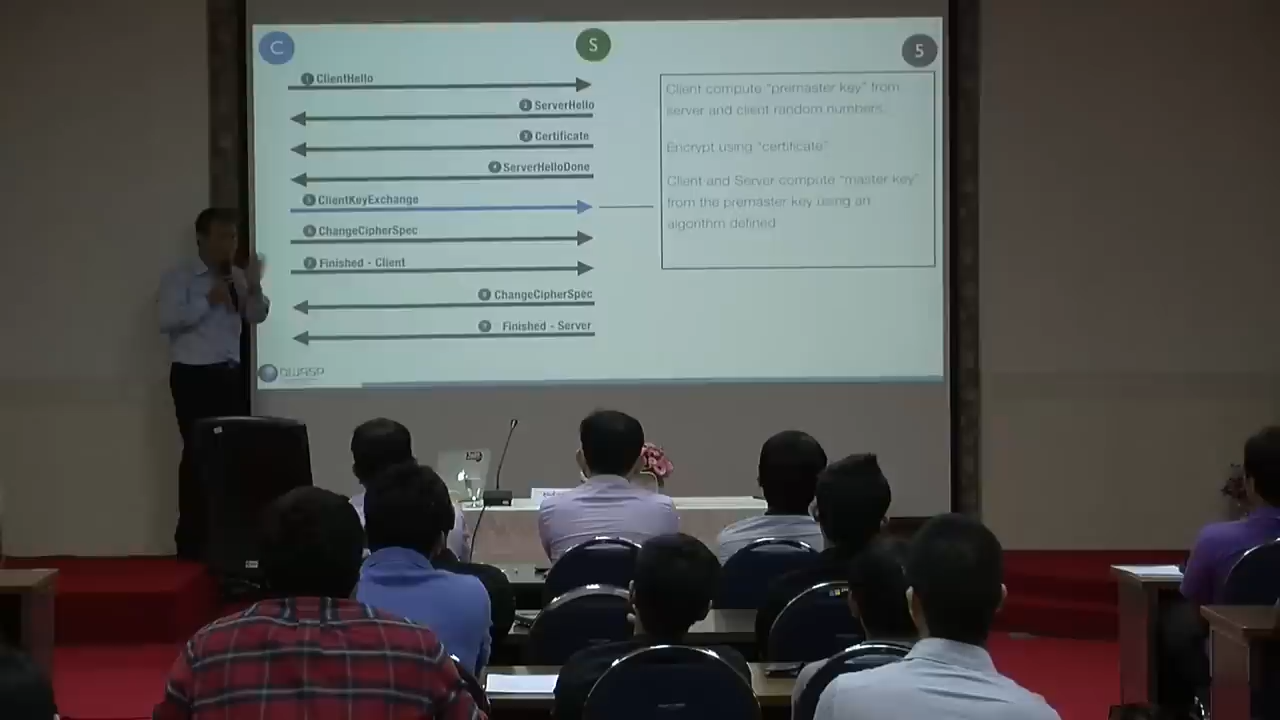 C
S
5
1 ClientHello
2 ServerHello
3 Certificate
4 ServerHelloDone
5 ClientKeyExchange
6 ChangeCipherSpec
7 Finished - Client
8 ChangeCipherSpec
9 Finished - Server
Client compute "premaster key" from
server and client random numbers.
Encrypt using "certificate"
Client and Server compute "master key"
from the premaster key using an
algorithm defined
OWASP